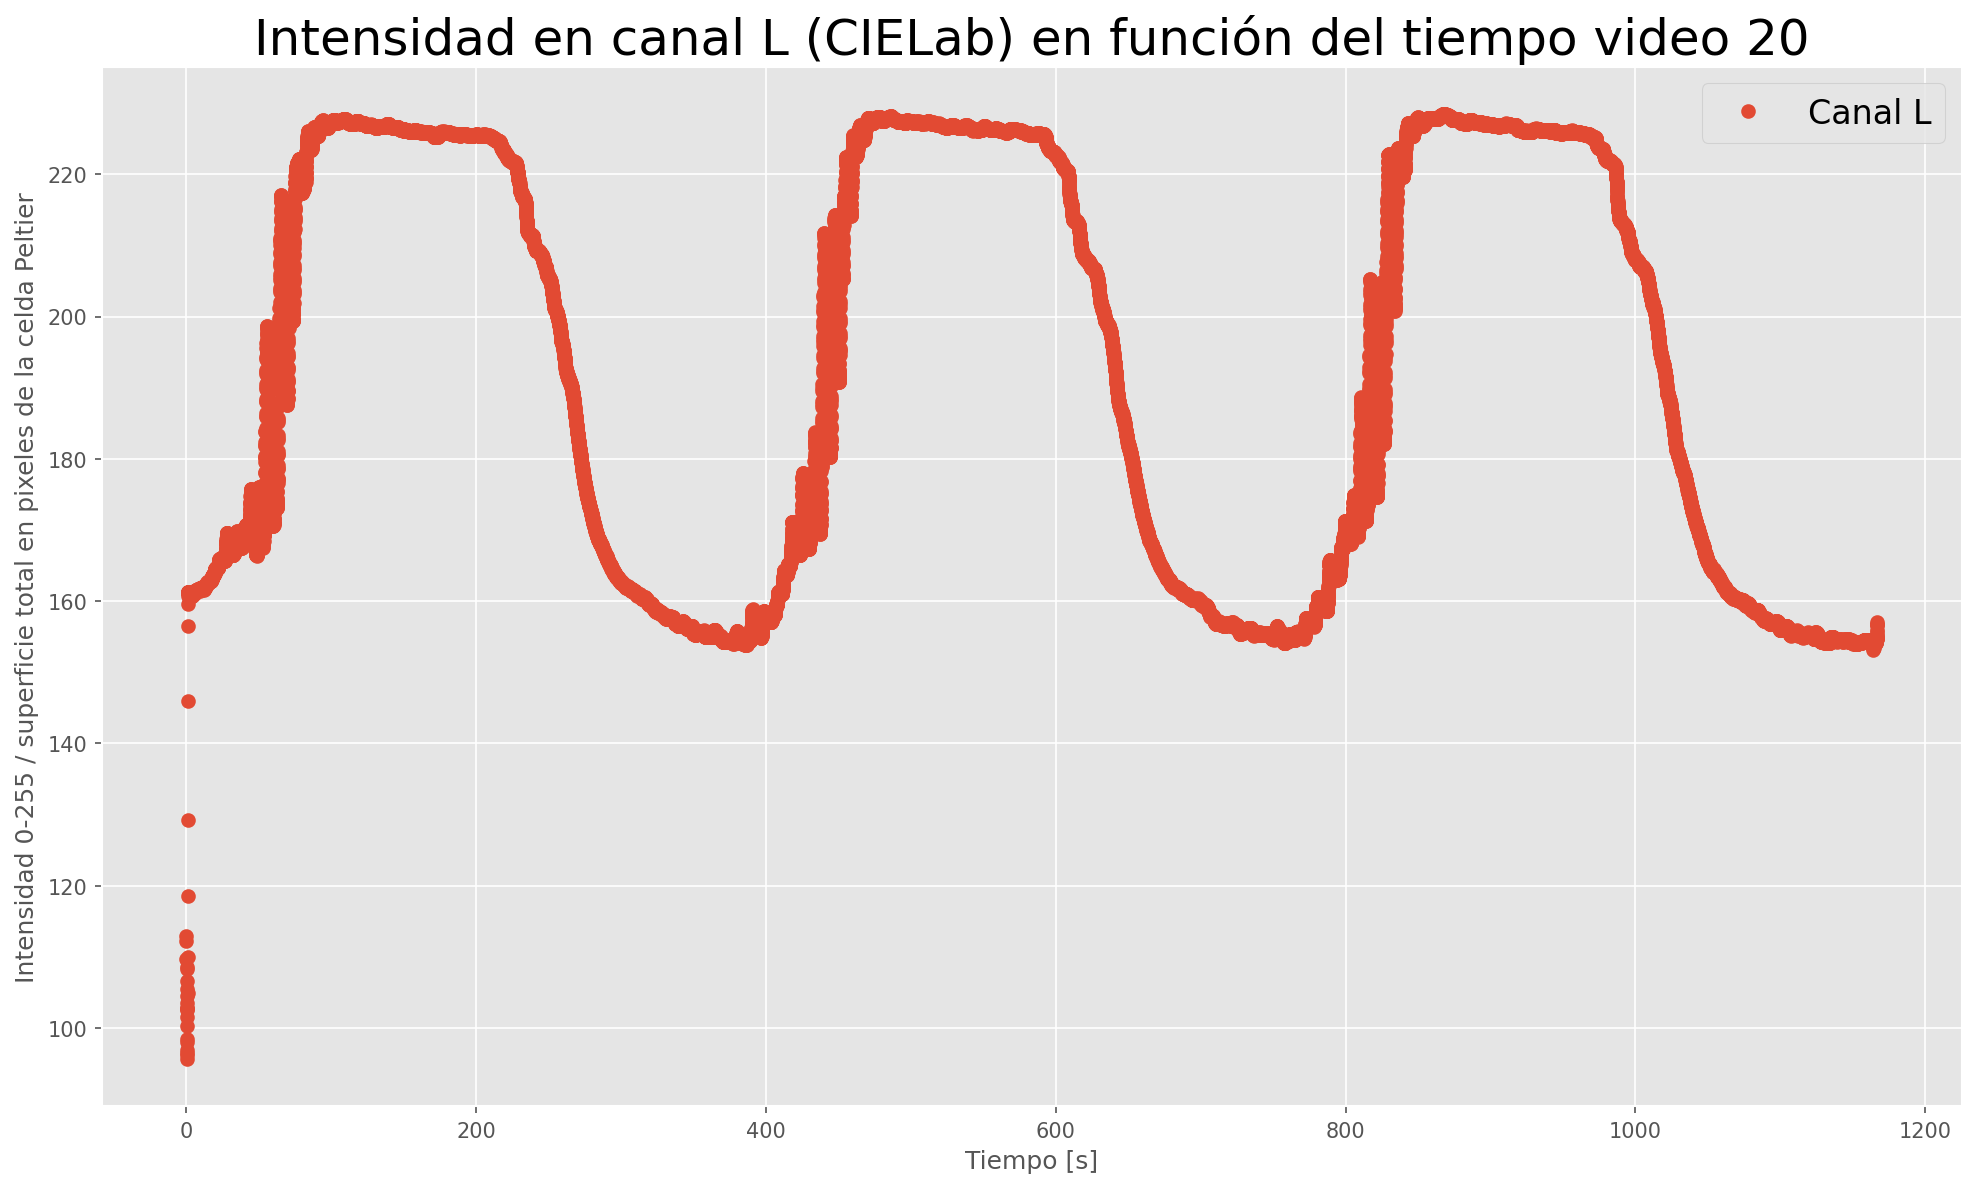 Intensidad en canal L (CIELab) en función del tiempo video 20
Canal L
Intensidad 0-255 / superficie total en pixeles de la celda Peltier
220
200
180
160
140
120
100
0 200 400 600 800 1000 1200
Tiempo [s]